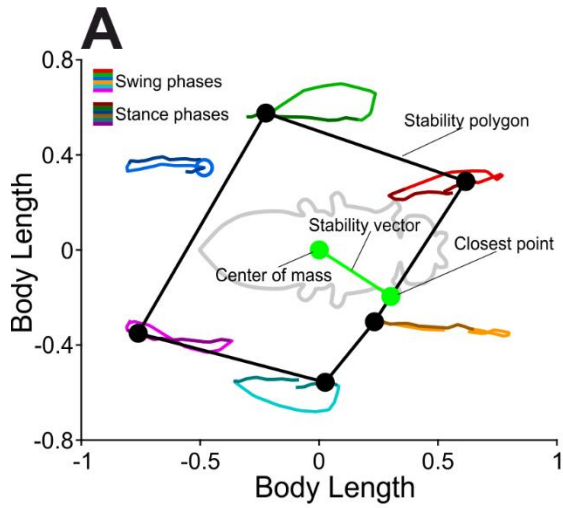 A
Swing phases
Stance phases
Stability polygon
Stability vector
Closest point
Center of mass
0.8
0.4
0
-0.4
-0.8
Body Length
-1
-0.5
0
0.5
1
Body Length